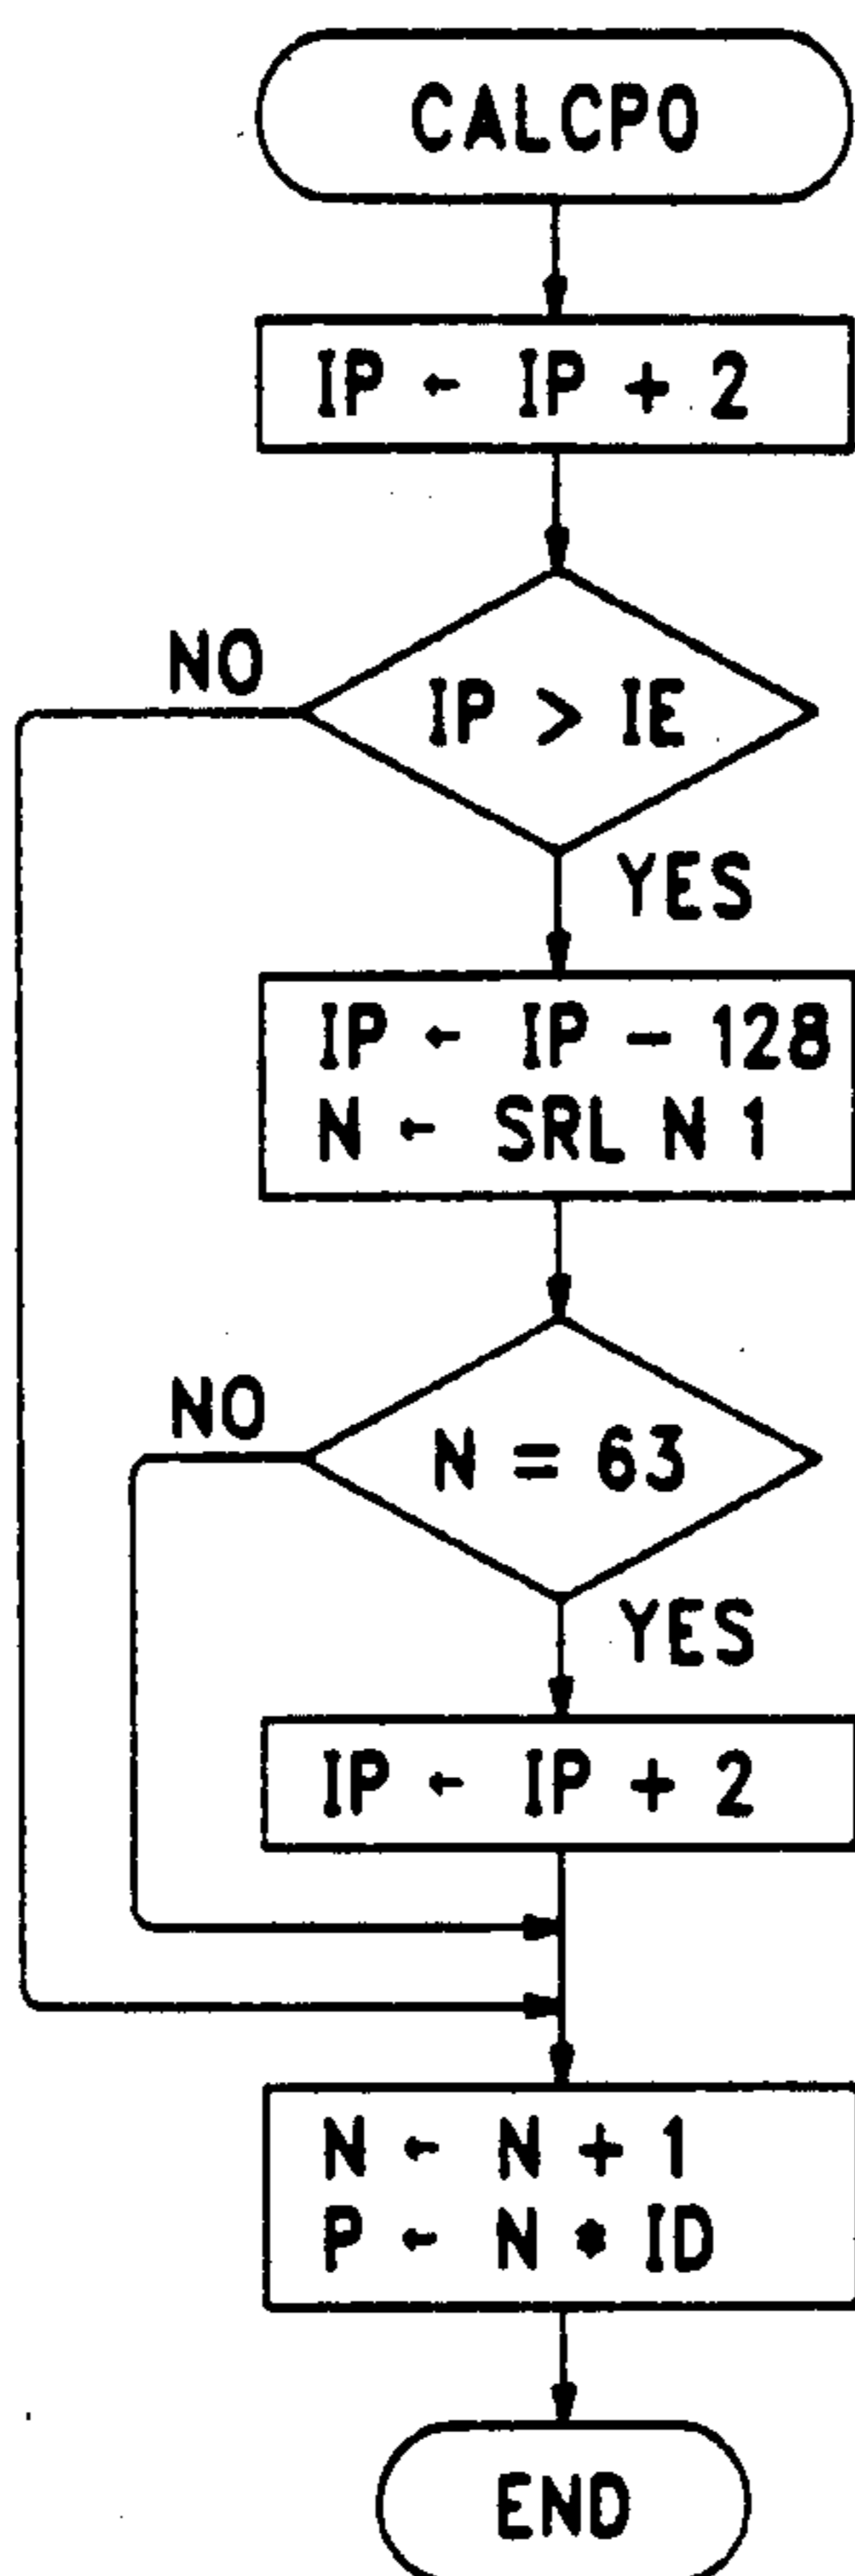 CALCPO
IP ← IP + 2
NO
IP > IE
YES
IP ← IP - 128
N ← SRL N 1
NO
N = 63
YES
IP ← IP + 2
N ← N + 1
P ← N * ID
END